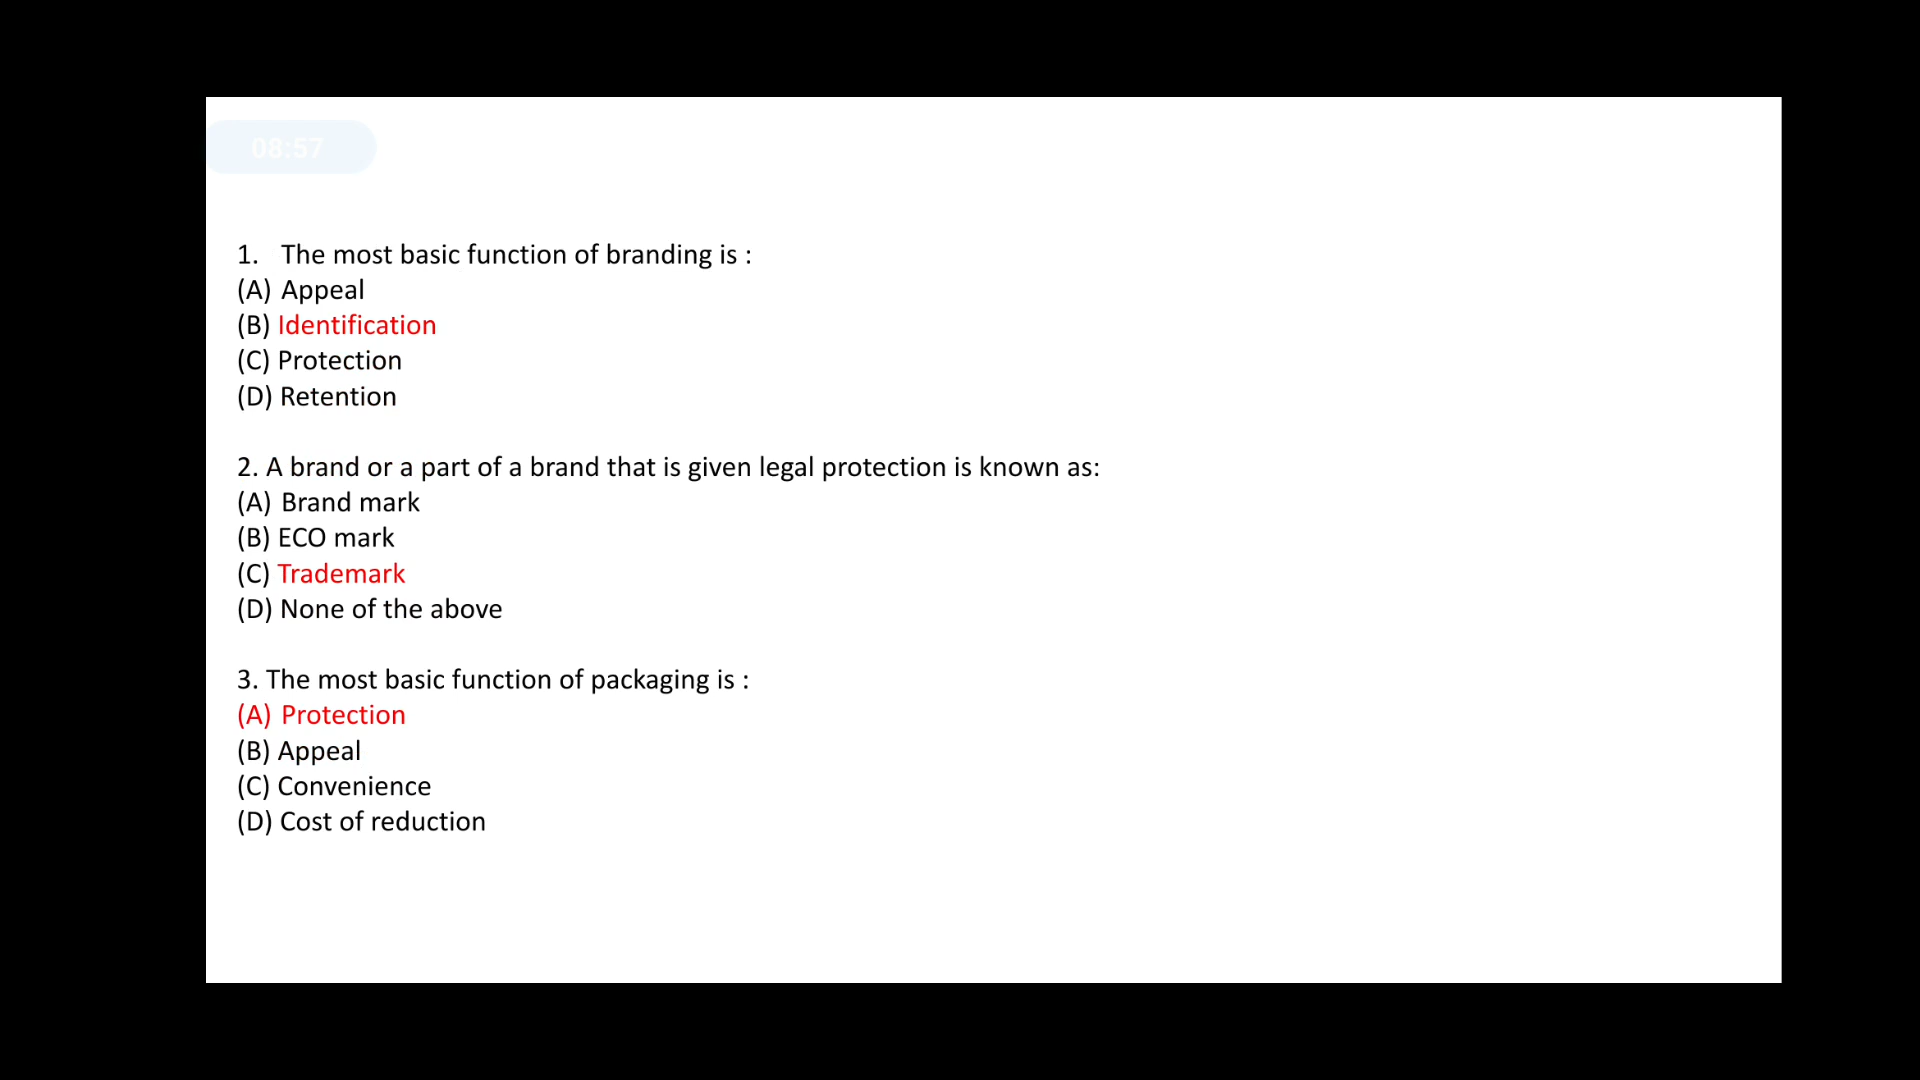 08:57
1. The most basic function of branding is :
(A) Appeal
(B) Identification
(C) Protection
(D) Retention
2. A brand or a part of a brand that is given legal protection is known as:
(A) Brand mark
(B) ECO mark
(C) Trademark
(D) None of the above
3. The most basic function of packaging is :
(A) Protection
(B) Appeal
(C) Convenience
(D) Cost of reduction